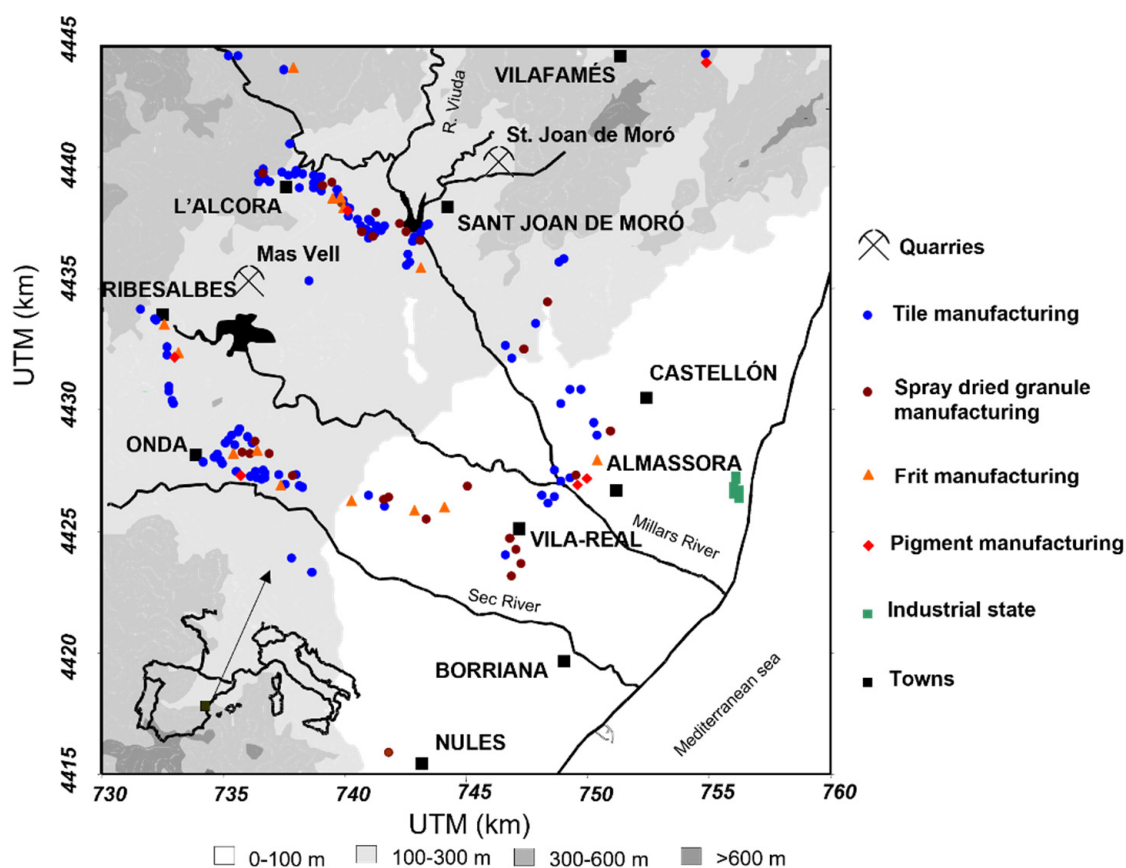 4445
4440
4435
4430
4425
4420
4415
UTM (km)
VILAFAMÉS
R. Viuda
St. Joan de Moró
L'ALCORA
SANT JOAN DE MORÓ
Mas Vell
RIBESALBES
CASTELLÓN
ONDA
ALMASSORA
VILA-REAL
Millars River
Sec River
BORRIANA
Mediterranean sea
NULES
730
735
740
745
750
755
760
UTM (km)
0-100 m
100-300 m
300-600 m
>600 m
Quarries
Tile manufacturing
Spray dried granule
manufacturing
Frit manufacturing
Pigment manufacturing
Industrial state
Towns